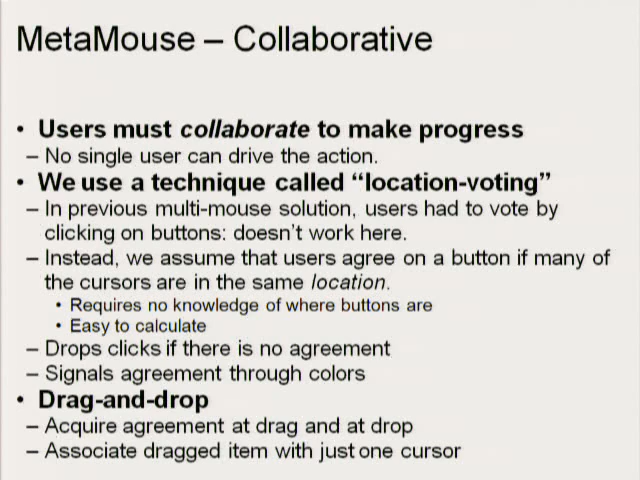 MetaMouse – Collaborative
• Users must collaborate to make progress
– No single user can drive the action.
• We use a technique called “location-voting”
– In previous multi-mouse solution, users had to vote by
clicking on buttons: doesn’t work here.
– Instead, we assume that users agree on a button if many of
the cursors are in the same location.
• Requires no knowledge of where buttons are
• Easy to calculate
– Drops clicks if there is no agreement
– Signals agreement through colors
• Drag-and-drop
– Acquire agreement at drag and at drop
– Associate dragged item with just one cursor